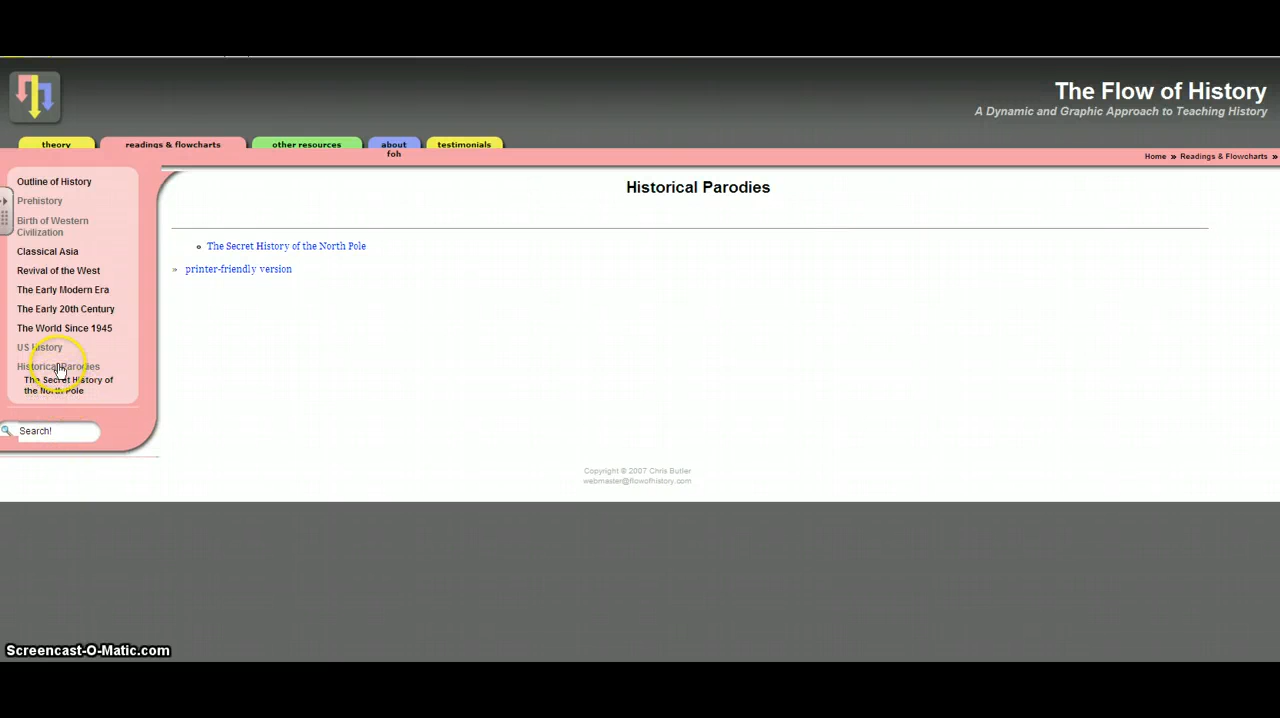 The Flow of History
A Dynamic and Graphic Approach to Teaching History
theory
readings & flowcharts
other resources
about
foh
testimonials
Home » Readings & Flowcharts »
Outline of History
Prehistory
Birth of Western
Civilization
Classical Asia
Revival of the West
The Early Modern Era
The Early 20th Century
The World Since 1945
US History
Historical Parodies
The Secret History of
the North Pole
Search!
Historical Parodies
The Secret History of the North Pole
» printer-friendly version
Copyright © 2007 Chris Butler
webmaster@flowofhistory.com
Screencast-O-Matic.com